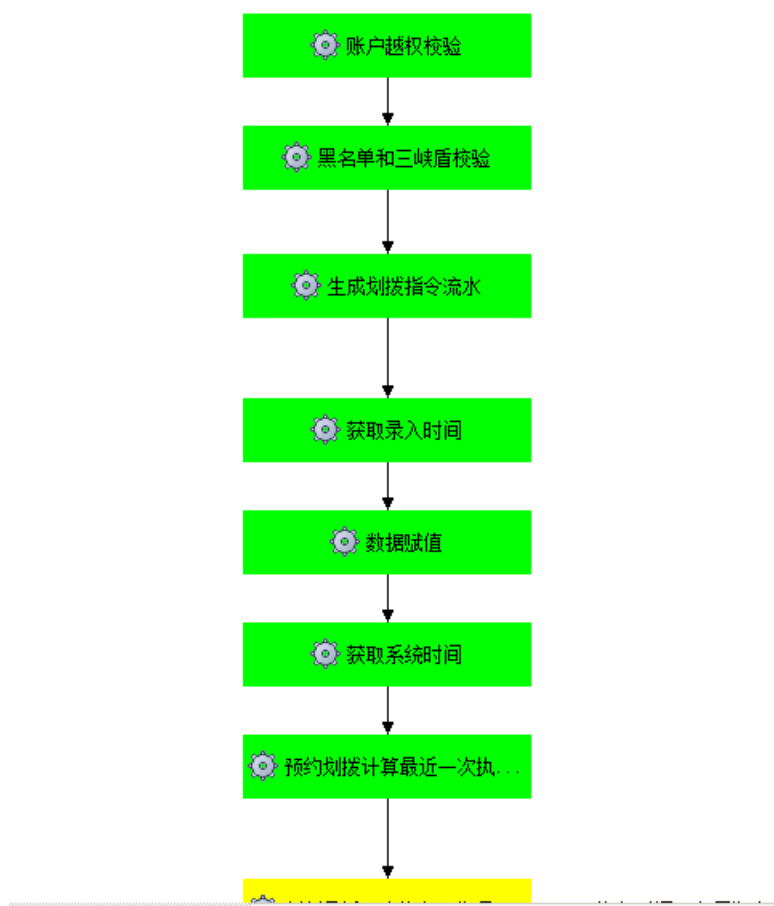 账户越权校验
黑名单和三峡盾校验
生成划拨指令流水
获取录入时间
数据赋值
获取系统时间
预约划拨计算最近一次执...